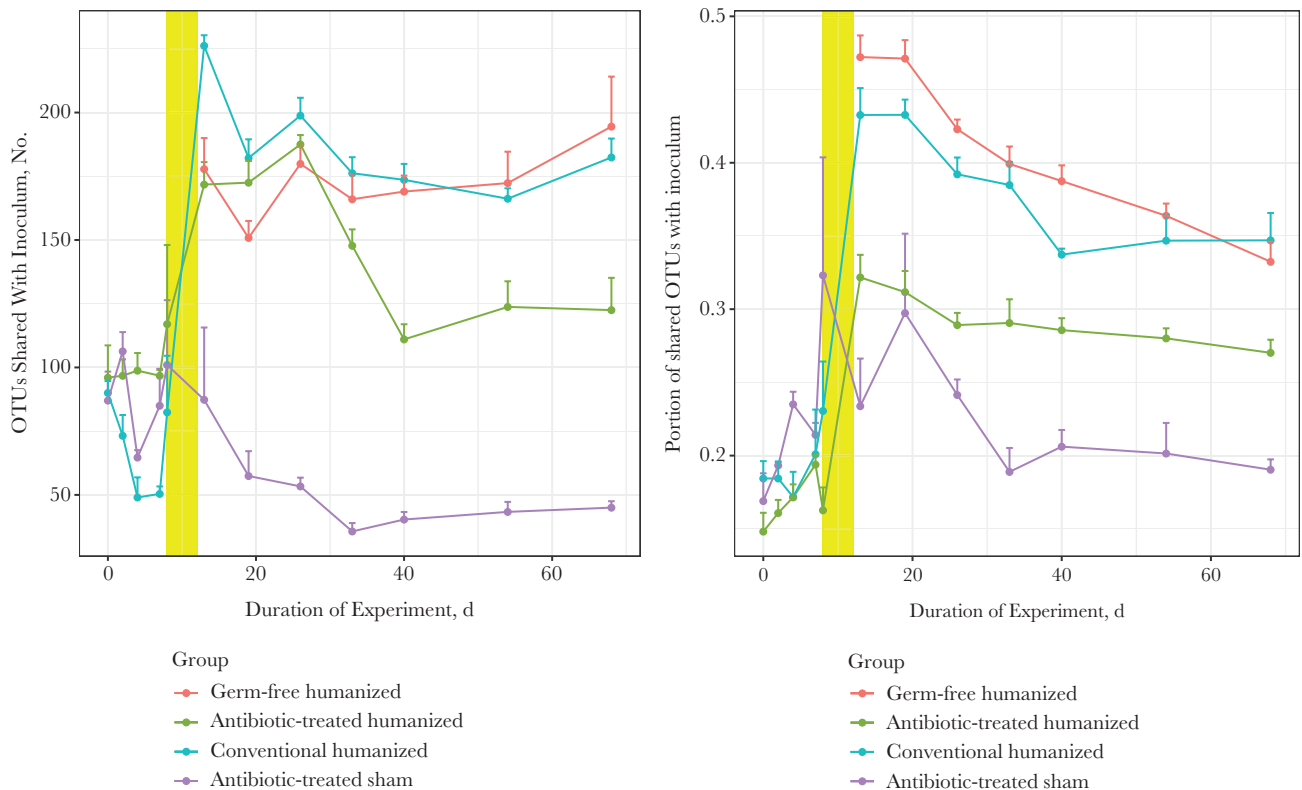 OTUs Shared With Inoculum, No.
200
150
100
50
0
20
40
60
Duration of Experiment, d
Group
Germ-free humanized
Antibiotic-treated humanized
Conventional humanized
Antibiotic-treated sham
Portion of shared OTUs with inoculum
0.5
0.4
0.3
0.2
0
20
40
60
Duration of Experiment, d
Group
Germ-free humanized
Antibiotic-treated humanized
Conventional humanized
Antibiotic-treated sham